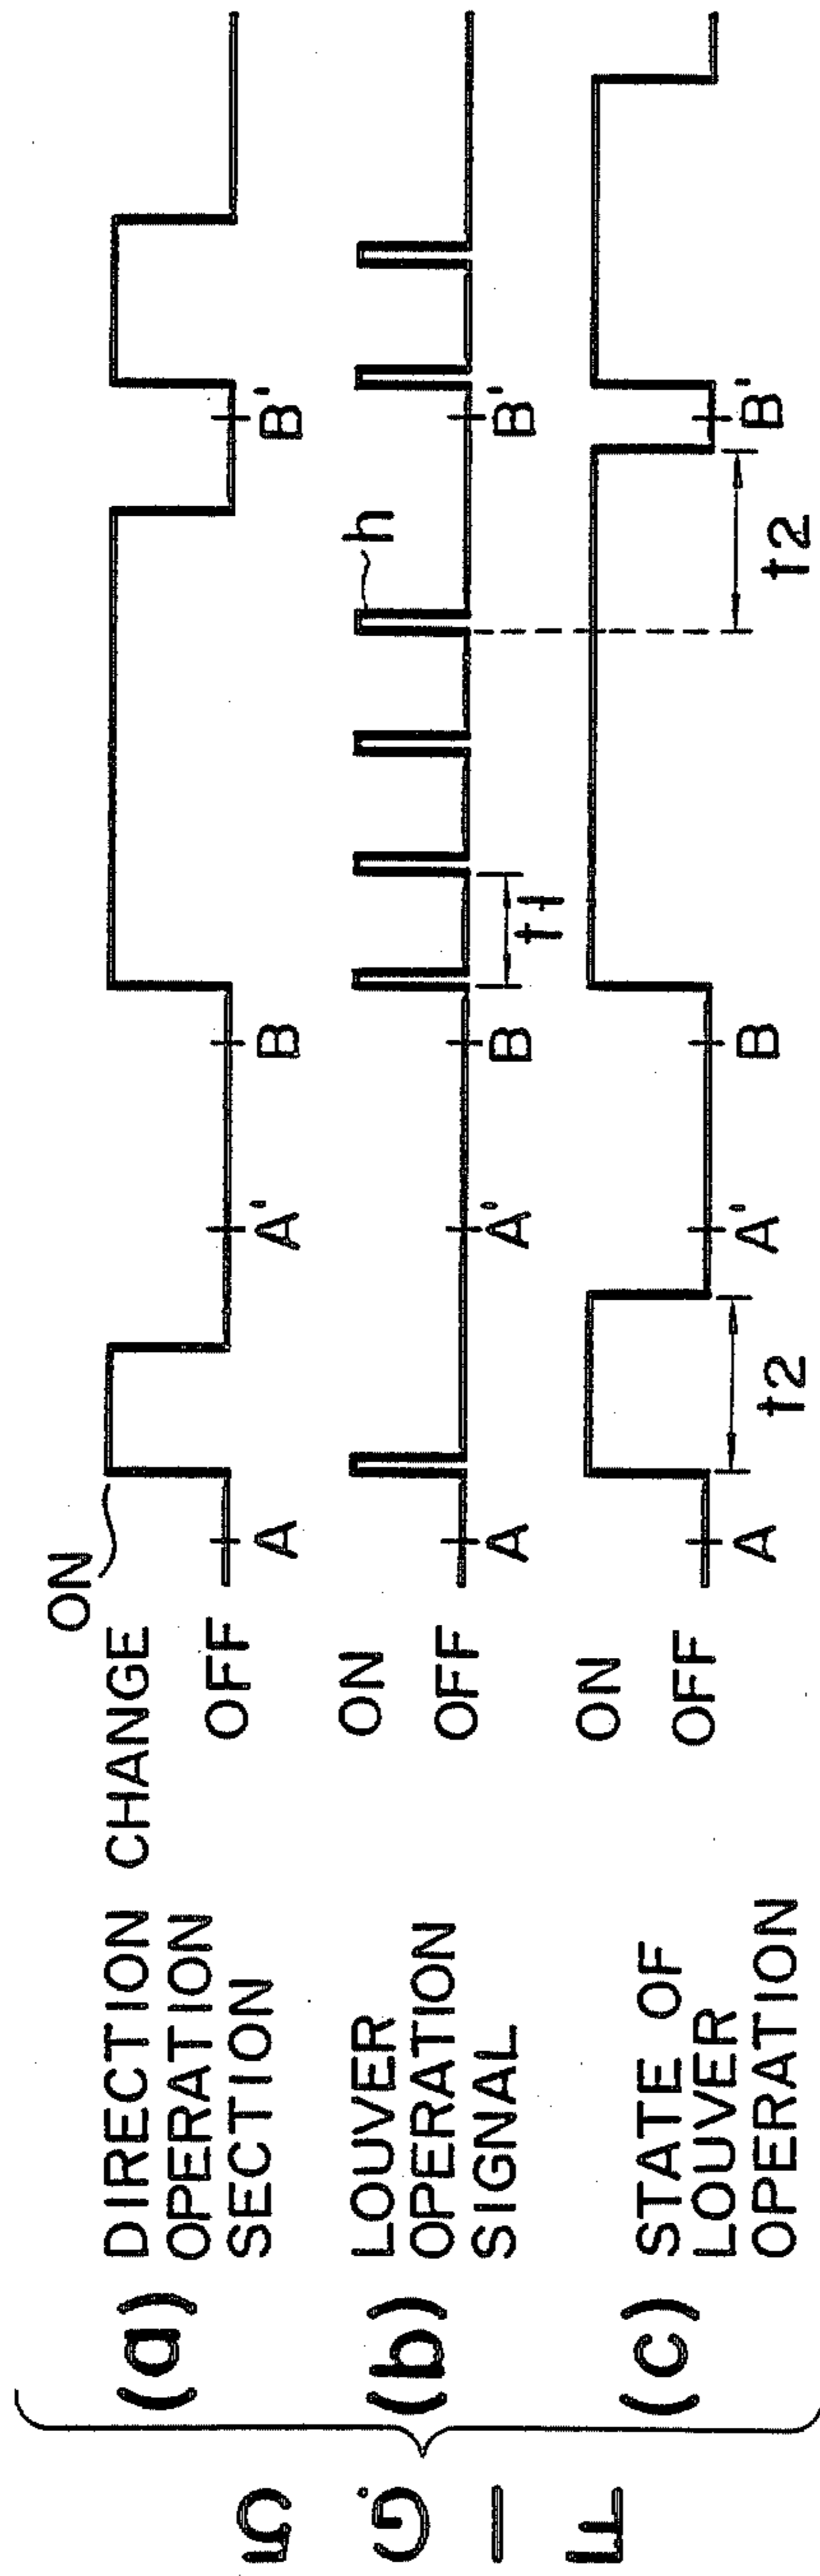 FIG. 5
(a) DIRECTION CHANGE
OPERATION
SECTION
ON
OFF
A
A'
B
B'
(b) LOUVER
OPERATION
SIGNAL
ON
OFF
A
A'
B
t1
h
B'
(c) STATE OF
LOUVER
OPERATION
ON
OFF
A
t2
A'
B
t2
B'